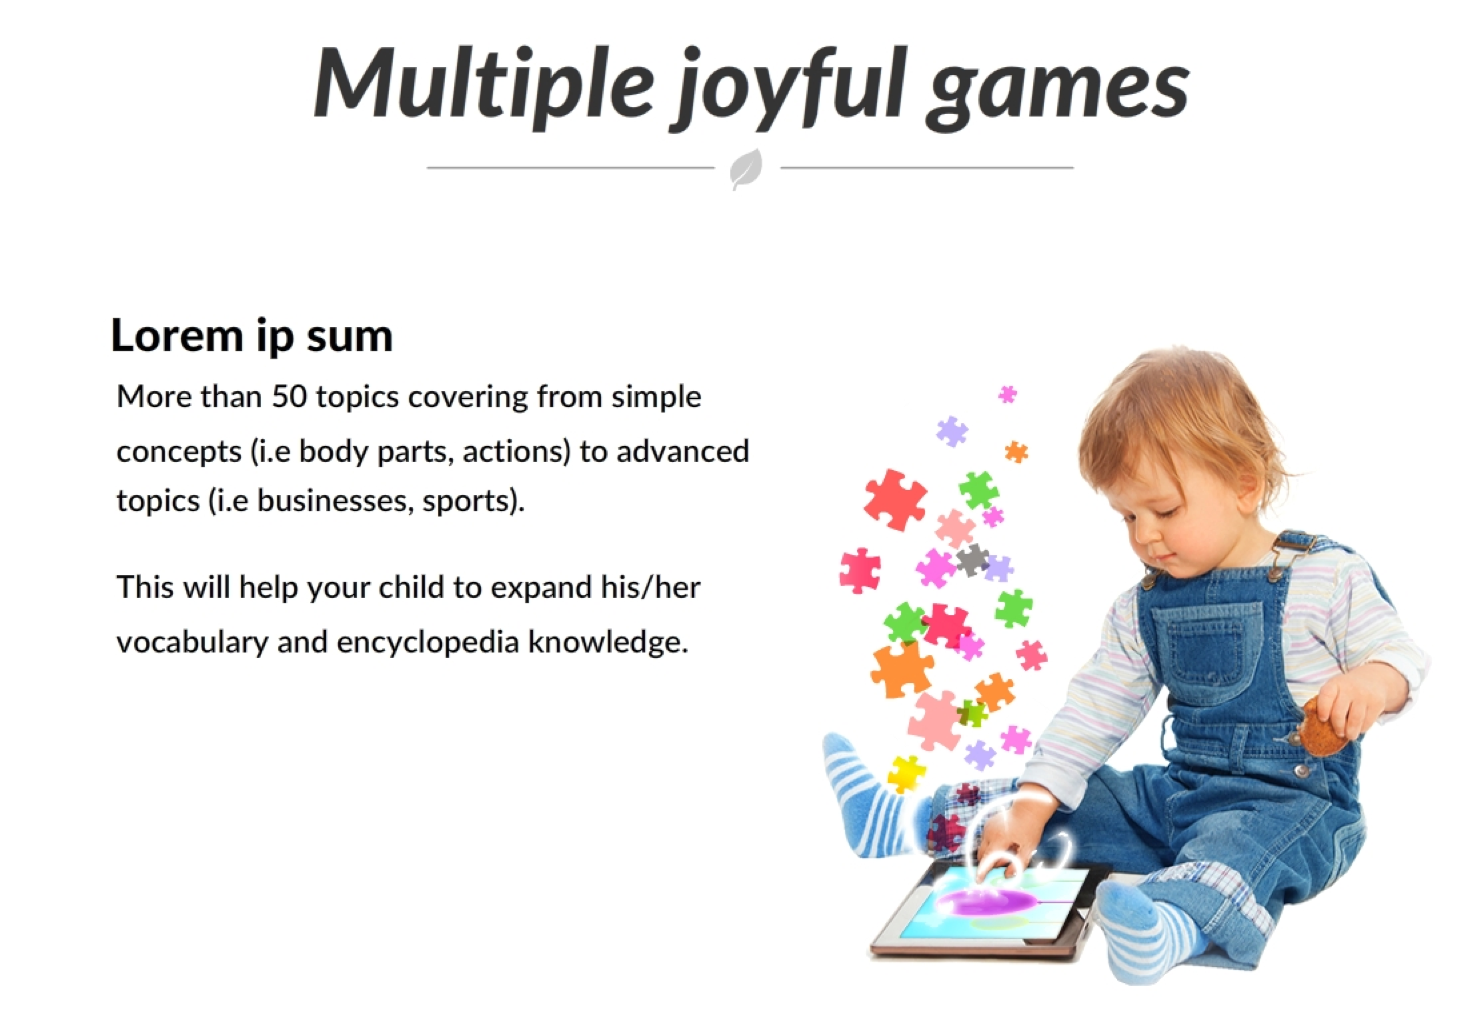 Multiple joyful games
Lorem ip sum
More than 50 topics covering from simple
concepts (i.e body parts, actions) to advanced
topics (i.e businesses, sports).
This will help your child to expand his/her
vocabulary and encyclopedia knowledge.